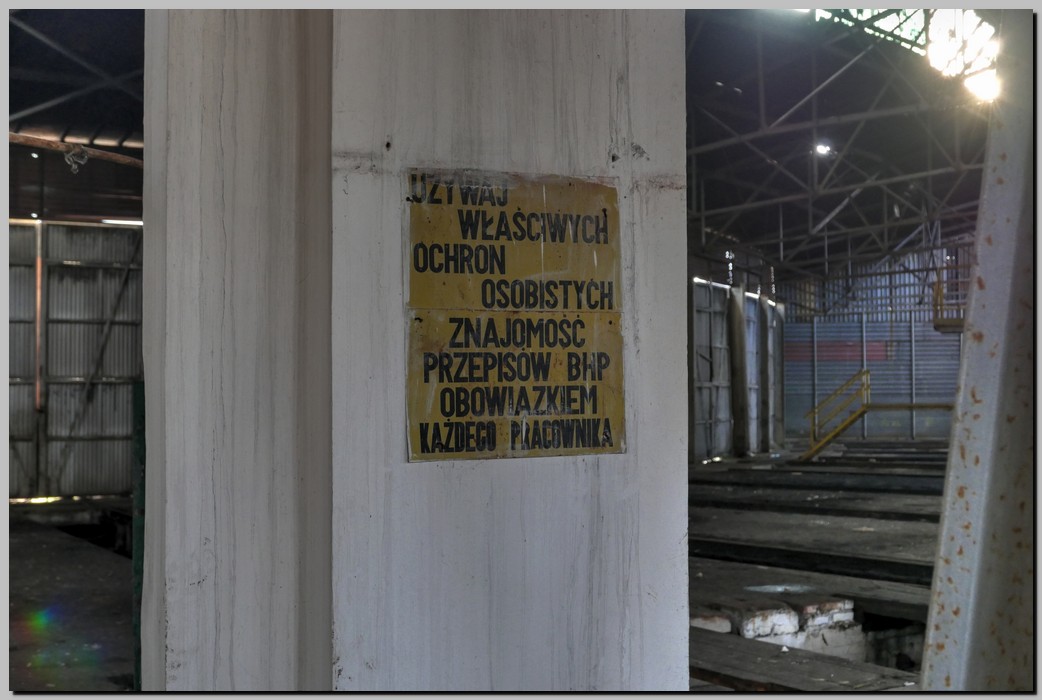 UŻYWAJ
WŁAŚCIWYCH
OCHRON
OSOBISTYCH
ZNAJOMOŚĆ
PRZEPISÓW BHP
OBOWIĄZKIEM
KAŻDEGO PRACOWNIKA